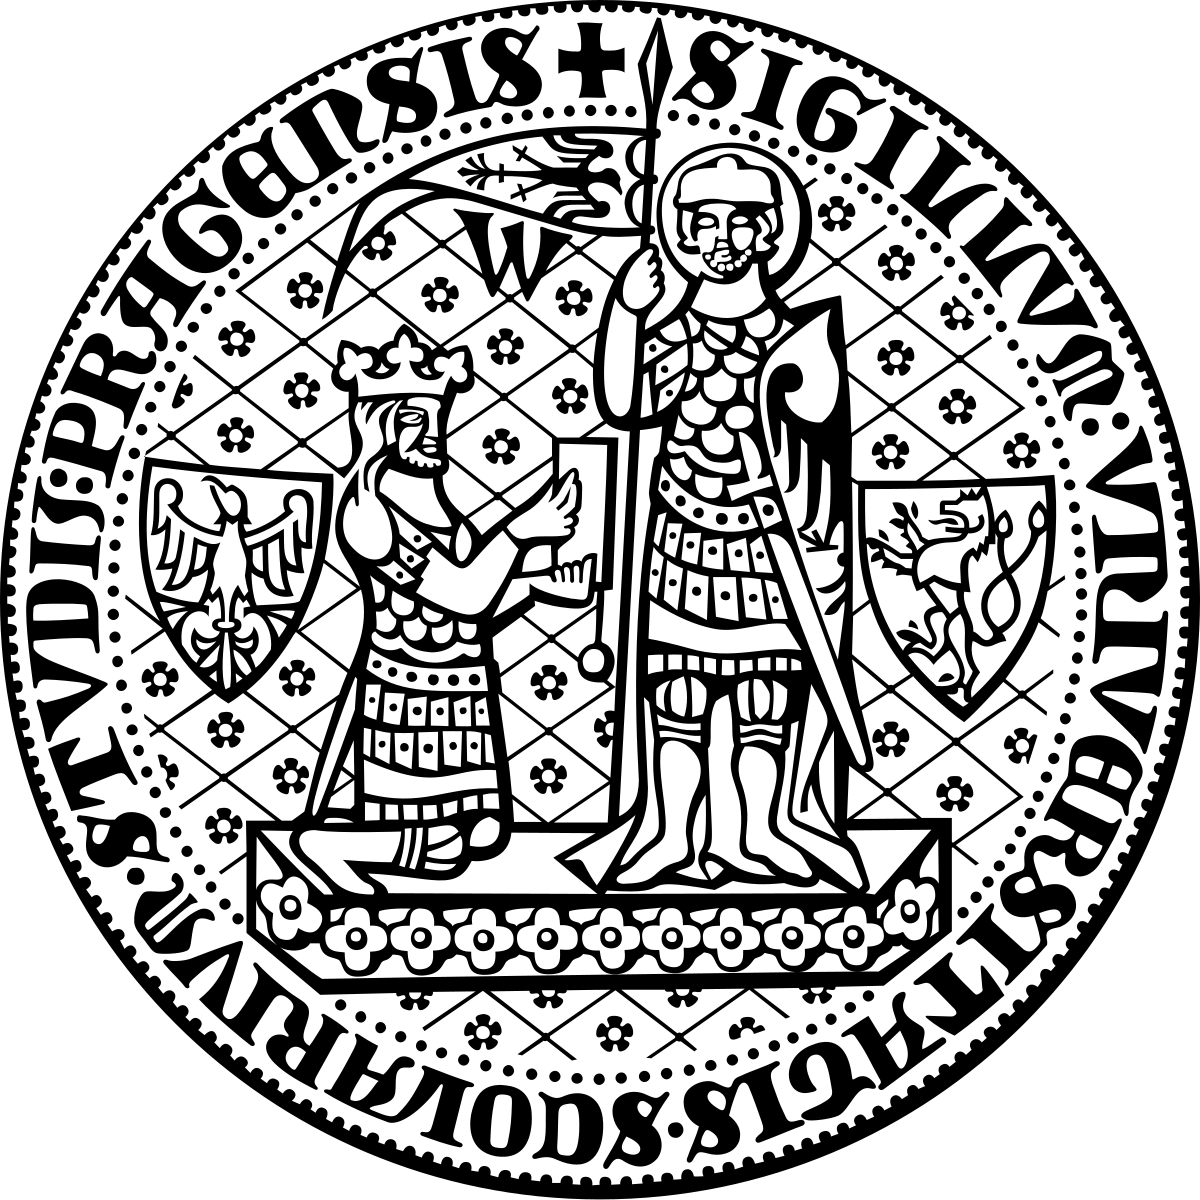 ✠ SIGILLVM : VNIVERSITATIS · SCOLARIVM · STVDII : PRAGENSIS
W